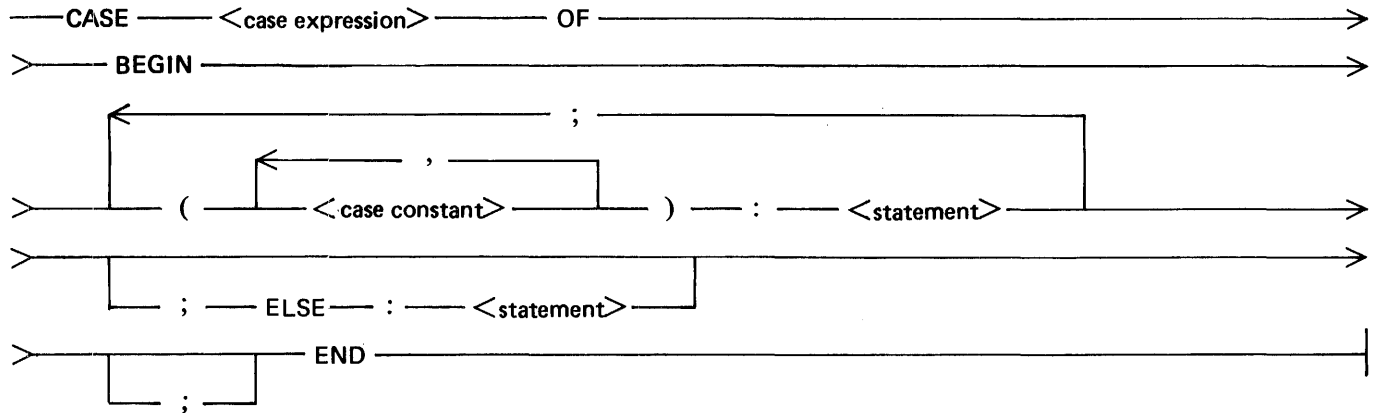 CASE <case expression> OF
BEGIN
;
,
( <case constant> ) : <statement>
; ELSE : <statement>
END
;